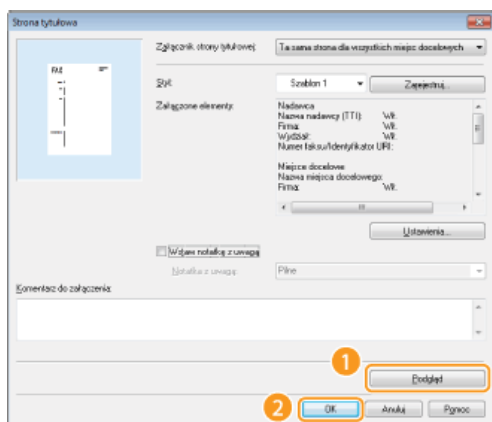 Strona tytułowa
Załącznik strony tytułowej: Ta sama strona dla wszystkich miejsc docelowych
FAX
Styl: Szablon 1 Zarejestruj...
Załączone elementy: Nadawca
Nazwa nadawcy (TTI): Wł.
Firma: Wł.
Wydział: Wł.
Numer faksu/Identyfikator URI:
Miejsce docelowe
Nazwa miejsca docelowego:
Firma: Wł.
Ustawienia...
Wstaw notatkę z uwagą
Notatka z uwagą: Pilne
Komentarz do załączenia:
1
Podgląd
2 OK Anuluj Pomoc